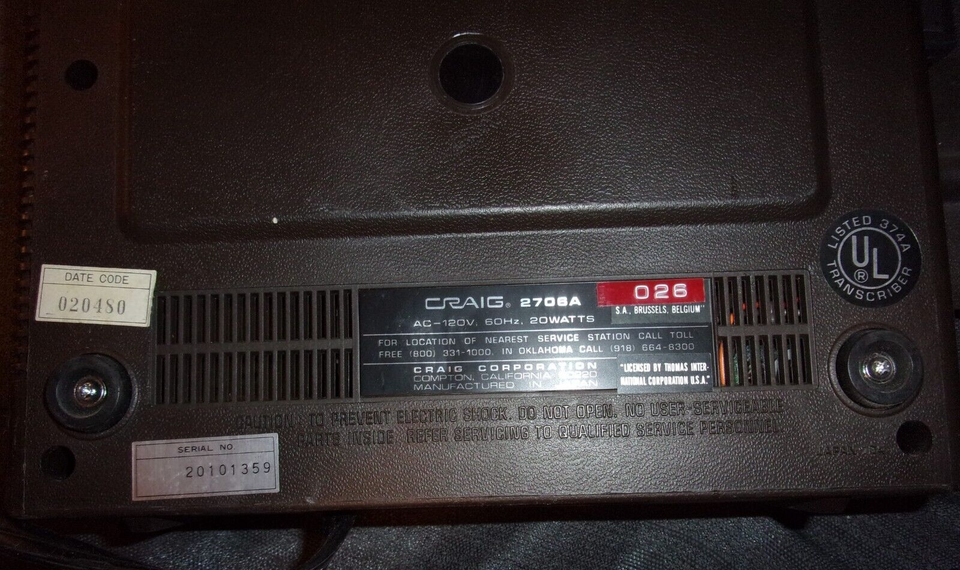 LISTED 374A
UL
®
TRANSCRIBER
DATE CODE
020480
CRAIG® 2706A
026
S.A., BRUSSELS, BELGIUM"
AC-120V, 60Hz, 20WATTS
FOR LOCATION OF NEAREST SERVICE STATION CALL TOLL
FREE (800) 331-1000, IN OKLAHOMA CALL (918) 664-8300
CRAIG CORPORATION
COMPTON, CALIFORNIA
MANUFACTURED IN JAPAN
"LICENSED BY THOMAS INTER-
NATIONAL CORPORATION U.S.A."
CAUTION: TO PREVENT ELECTRIC SHOCK, DO NOT OPEN. NO USER-SERVICEABLE
PARTS INSIDE. REFER SERVICING TO QUALIFIED SERVICE PERSONNEL.
SERIAL NO
20101359